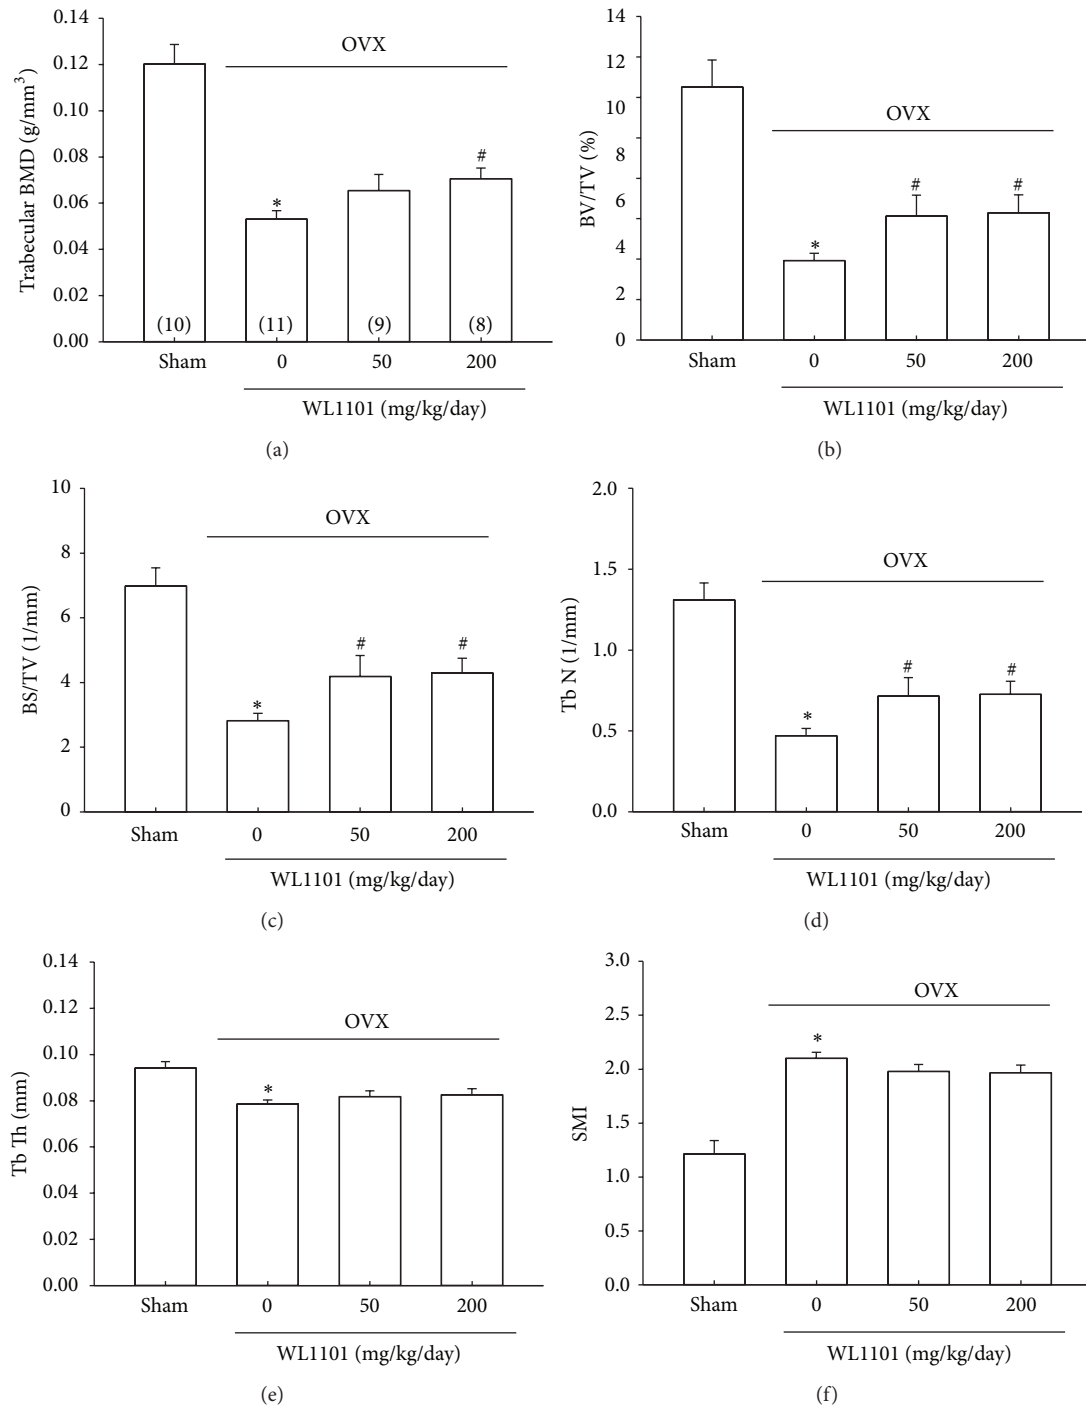 0.14
0.12
0.10
0.08
0.06
0.04
0.02
0.00
Trabecular BMD (g/mm³)
OVX
*
#
(10) (11) (9) (8)
Sham 0 50 200
WL1101 (mg/kg/day)
(a)
14
12
10
8
6
4
2
0
BV/TV (%)
OVX
*
#
#
Sham 0 50 200
WL1101 (mg/kg/day)
(b)
10
8
6
4
2
0
BS/TV (1/mm)
OVX
*
#
#
Sham 0 50 200
WL1101 (mg/kg/day)
(c)
2.0
1.5
1.0
0.5
0.0
Tb N (1/mm)
OVX
*
#
#
Sham 0 50 200
WL1101 (mg/kg/day)
(d)
0.14
0.12
0.10
0.08
0.06
0.04
0.02
0.00
Tb Th (mm)
OVX
*
Sham 0 50 200
WL1101 (mg/kg/day)
(e)
3.0
2.5
2.0
1.5
1.0
0.5
0.0
SMI
OVX
*
Sham 0 50 200
WL1101 (mg/kg/day)
(f)